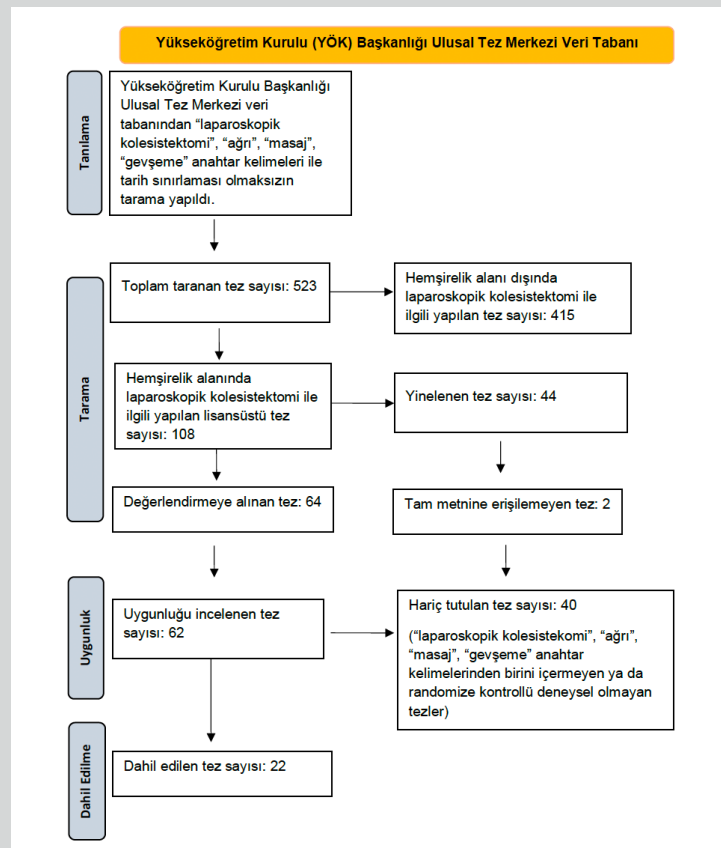 Yükseköğretim Kurulu (YÖK) Başkanlığı Ulusal Tez Merkezi Veri Tabanı
Tanılama
Yükseköğretim Kurulu Başkanlığı
Ulusal Tez Merkezi veri
tabanından “laparoskopik
kolesistektomi”, “ağrı”, “masaj”,
“gevşeme” anahtar kelimeleri ile
tarih sınırlaması olmaksızın
tarama yapıldı.
Tarama
Toplam taranan tez sayısı: 523
Hemşirelik alanı dışında
laparoskopik kolesistektomi ile
ilgili yapılan tez sayısı: 415
Hemşirelik alanında
laparoskopik kolesistektomi ile
ilgili yapılan lisansüstü tez
sayısı: 108
Yinelenen tez sayısı: 44
Değerlendirmeye alınan tez: 64
Tam metnine erişilemeyen tez: 2
Uygunluk
Uygunluğu incelenen tez
sayısı: 62
Hariç tutulan tez sayısı: 40
(“laparoskopik kolesistekomi”, “ağrı”,
“masaj”, “gevşeme” anahtar
kelimelerinden birini içermeyen ya da
randomize kontrollü deneysel olmayan
tezler)
Dahil Edilme
Dahil edilen tez sayısı: 22